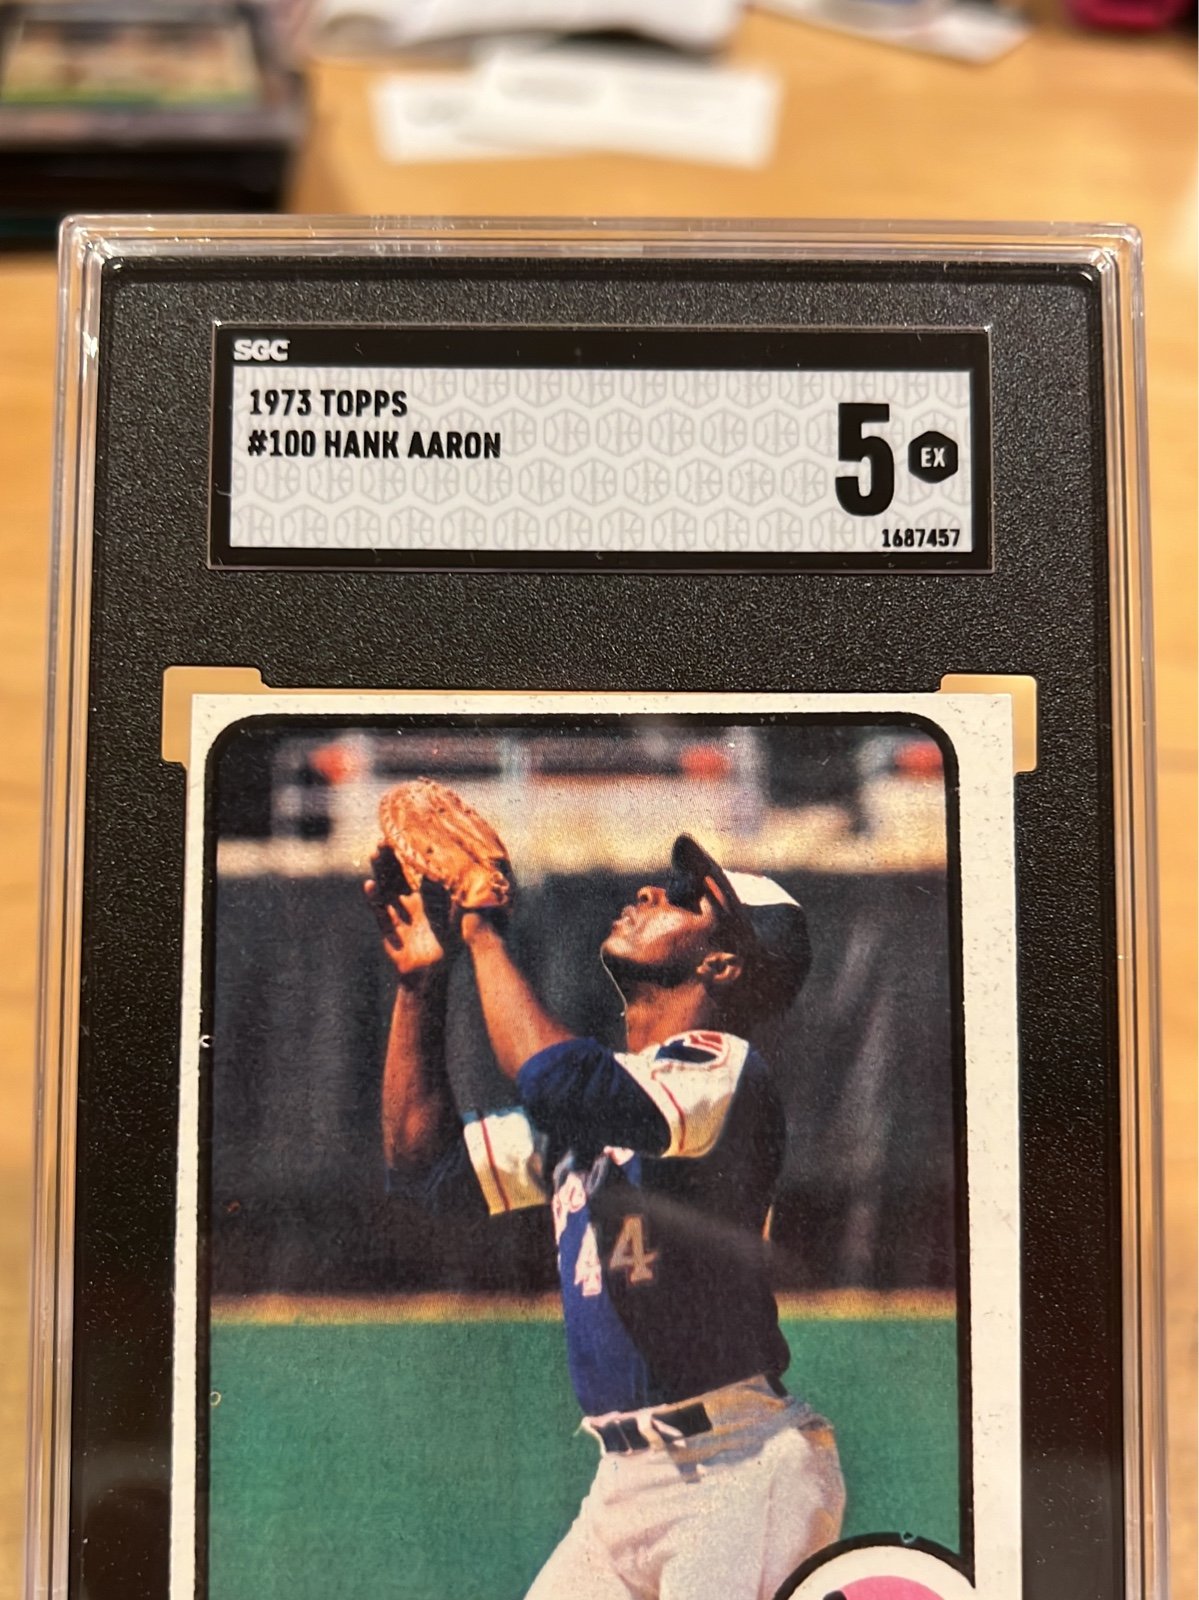 SGC
1973 TOPPS
#100 HANK AARON
5 EX
1687457
44